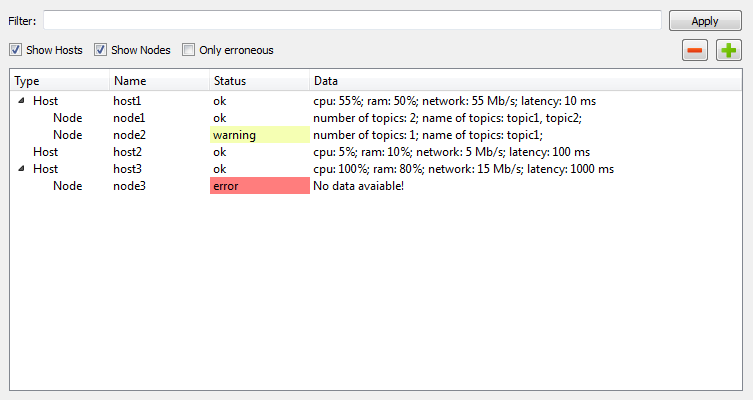 Filter: Apply
Show Hosts Show Nodes Only erroneous
Type Name Status Data
Host host1 ok cpu: 55%; ram: 50%; network: 55 Mb/s; latency: 10 ms
Node node1 ok number of topics: 2; name of topics: topic1, topic2;
Node node2 warning number of topics: 1; name of topics: topic1;
Host host2 ok cpu: 5%; ram: 10%; network: 5 Mb/s; latency: 100 ms
Host host3 ok cpu: 100%; ram: 80%; network: 15 Mb/s; latency: 1000 ms
Node node3 error No data avaiable!